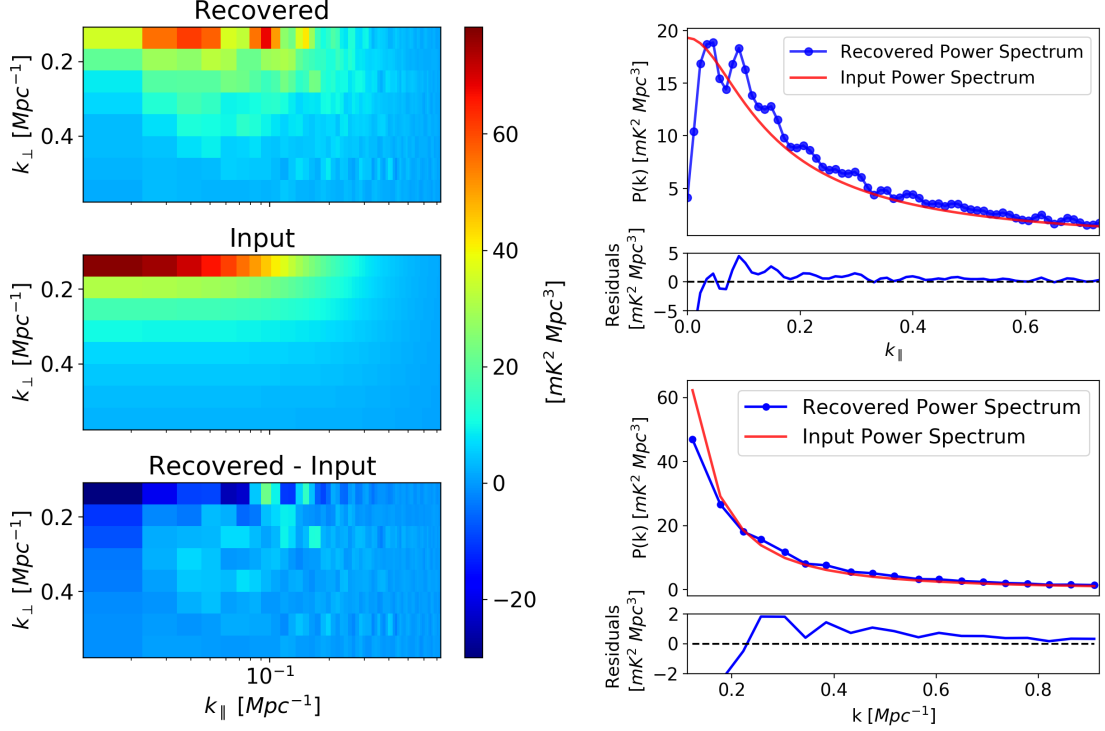 Recovered
k⊥ [Mpc⁻¹]
0.2
0.4
Input
k⊥ [Mpc⁻¹]
0.2
0.4
Recovered - Input
k⊥ [Mpc⁻¹]
0.2
0.4
10⁻¹
k∥ [Mpc⁻¹]
60
40
20
0
−20
[mK² Mpc³]
P(k) [mK² Mpc³]
20
15
10
5
Recovered Power Spectrum
Input Power Spectrum
Residuals
[mK² Mpc³]
5
0
−5
0.0 0.2 0.4 0.6
k∥
P(k) [mK² Mpc³]
60
40
20
0
Recovered Power Spectrum
Input Power Spectrum
Residuals
[mK² Mpc³]
2
0
−2
0.2 0.4 0.6 0.8
k [Mpc⁻¹]